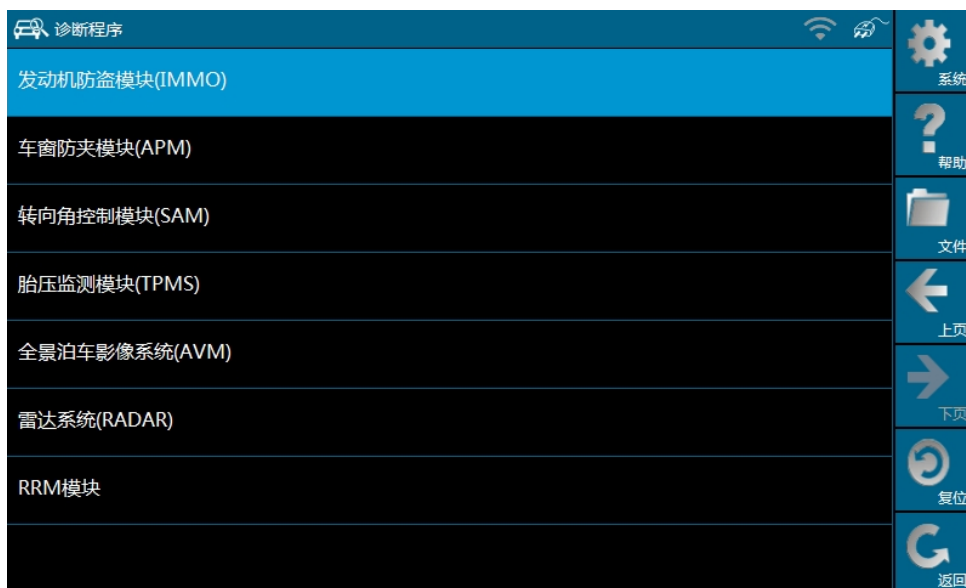 诊断程序
发动机防盗模块(IMMO)
车窗防夹模块(APM)
转向角控制模块(SAM)
胎压监测模块(TPMS)
全景泊车影像系统(AVM)
雷达系统(RADAR)
RRM模块
系统
帮助
文件
上页
下页
复位
返回